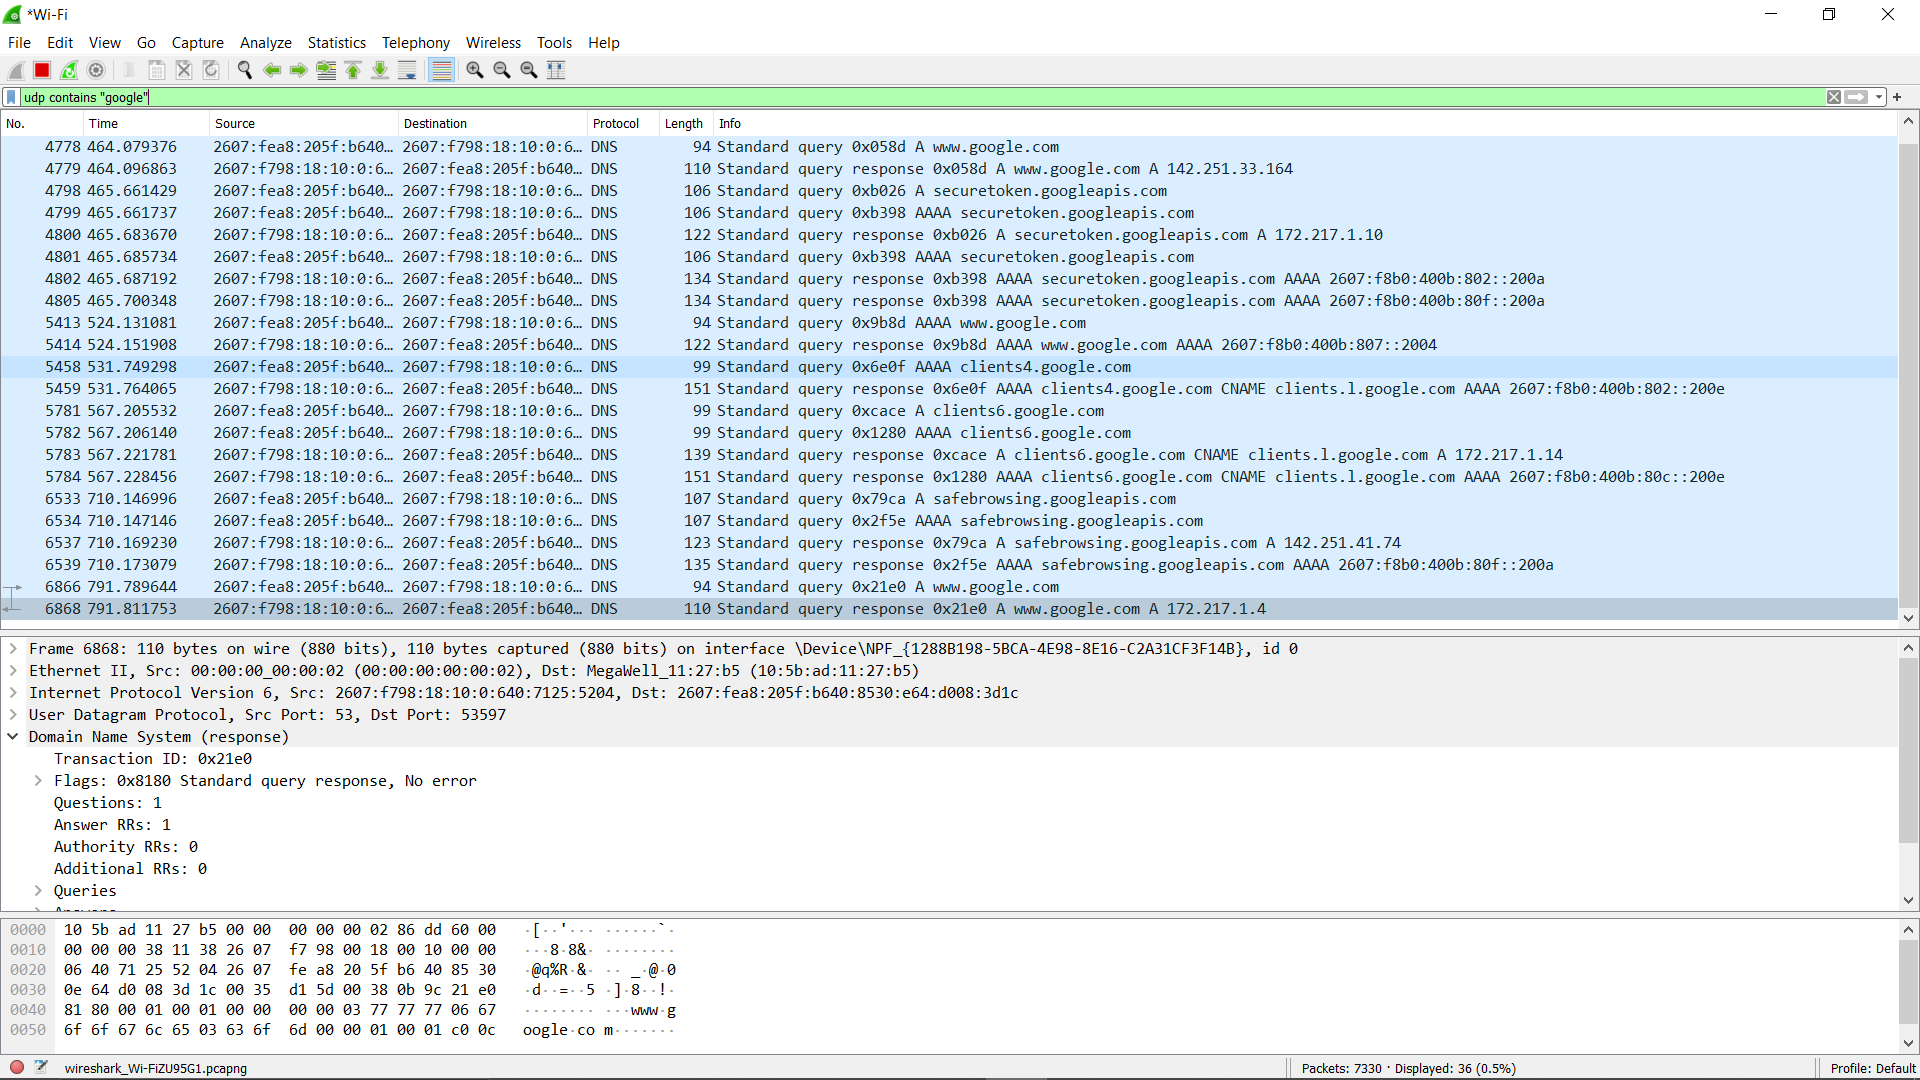 *Wi-Fi
File Edit View Go Capture Analyze Statistics Telephony Wireless Tools Help
udp contains "google"
No. Time Source Destination Protocol Length Info
4778 464.079376 2607:fea8:205f:b640… 2607:f798:18:10:0:6… DNS 94 Standard query 0x058d A www.google.com
4779 464.096863 2607:f798:18:10:0:6… 2607:fea8:205f:b640… DNS 110 Standard query response 0x058d A www.google.com A 142.251.33.164
4798 465.661429 2607:fea8:205f:b640… 2607:f798:18:10:0:6… DNS 106 Standard query 0xb026 A securetoken.googleapis.com
4799 465.661737 2607:fea8:205f:b640… 2607:f798:18:10:0:6… DNS 106 Standard query 0xb398 AAAA securetoken.googleapis.com
4800 465.683670 2607:f798:18:10:0:6… 2607:fea8:205f:b640… DNS 122 Standard query response 0xb026 A securetoken.googleapis.com A 172.217.1.10
4801 465.685734 2607:fea8:205f:b640… 2607:f798:18:10:0:6… DNS 106 Standard query 0xb398 AAAA securetoken.googleapis.com
4802 465.687192 2607:f798:18:10:0:6… 2607:fea8:205f:b640… DNS 134 Standard query response 0xb398 AAAA securetoken.googleapis.com AAAA 2607:f8b0:400b:802::200a
4805 465.700348 2607:f798:18:10:0:6… 2607:fea8:205f:b640… DNS 134 Standard query response 0xb398 AAAA securetoken.googleapis.com AAAA 2607:f8b0:400b:80f::200a
5413 524.131081 2607:fea8:205f:b640… 2607:f798:18:10:0:6… DNS 94 Standard query 0x9b8d AAAA www.google.com
5414 524.151908 2607:f798:18:10:0:6… 2607:fea8:205f:b640… DNS 122 Standard query response 0x9b8d AAAA www.google.com AAAA 2607:f8b0:400b:807::2004
5458 531.749298 2607:fea8:205f:b640… 2607:f798:18:10:0:6… DNS 99 Standard query 0x6e0f AAAA clients4.google.com
5459 531.764065 2607:f798:18:10:0:6… 2607:fea8:205f:b640… DNS 151 Standard query response 0x6e0f AAAA clients4.google.com CNAME clients.l.google.com AAAA 2607:f8b0:400b:802::200e
5781 567.205532 2607:fea8:205f:b640… 2607:f798:18:10:0:6… DNS 99 Standard query 0xcace A clients6.google.com
5782 567.206140 2607:fea8:205f:b640… 2607:f798:18:10:0:6… DNS 99 Standard query 0x1280 AAAA clients6.google.com
5783 567.221781 2607:f798:18:10:0:6… 2607:fea8:205f:b640… DNS 139 Standard query response 0xcace A clients6.google.com CNAME clients.l.google.com A 172.217.1.14
5784 567.228456 2607:f798:18:10:0:6… 2607:fea8:205f:b640… DNS 151 Standard query response 0x1280 AAAA clients6.google.com CNAME clients.l.google.com AAAA 2607:f8b0:400b:80c::200e
6533 710.146996 2607:fea8:205f:b640… 2607:f798:18:10:0:6… DNS 107 Standard query 0x79ca A safebrowsing.googleapis.com
6534 710.147146 2607:fea8:205f:b640… 2607:f798:18:10:0:6… DNS 107 Standard query 0x2f5e AAAA safebrowsing.googleapis.com
6537 710.169230 2607:f798:18:10:0:6… 2607:fea8:205f:b640… DNS 123 Standard query response 0x79ca A safebrowsing.googleapis.com A 142.251.41.74
6539 710.173079 2607:f798:18:10:0:6… 2607:fea8:205f:b640… DNS 135 Standard query response 0x2f5e AAAA safebrowsing.googleapis.com AAAA 2607:f8b0:400b:80f::200a
6866 791.789644 2607:fea8:205f:b640… 2607:f798:18:10:0:6… DNS 94 Standard query 0x21e0 A www.google.com
6868 791.811753 2607:f798:18:10:0:6… 2607:fea8:205f:b640… DNS 110 Standard query response 0x21e0 A www.google.com A 172.217.1.4
Frame 6868: 110 bytes on wire (880 bits), 110 bytes captured (880 bits) on interface \Device\NPF_{1288B198-5BCA-4E98-8E16-C2A31CF3F14B}, id 0
Ethernet II, Src: 00:00:00_00:00:02 (00:00:00:00:00:02), Dst: MegaWell_11:27:b5 (10:5b:ad:11:27:b5)
Internet Protocol Version 6, Src: 2607:f798:18:10:0:640:7125:5204, Dst: 2607:fea8:205f:b640:8530:e64:d008:3d1c
User Datagram Protocol, Src Port: 53, Dst Port: 53597
Domain Name System (response)
Transaction ID: 0x21e0
Flags: 0x8180 Standard query response, No error
Questions: 1
Answer RRs: 1
Authority RRs: 0
Additional RRs: 0
Queries
0000 10 5b ad 11 27 b5 00 00 00 00 00 02 86 dd 60 00 ·[··'··· ······`·
0010 00 00 00 38 11 38 26 07 f7 98 00 18 00 10 00 00 ···8·8&· ········
0020 06 40 71 25 52 04 26 07 fe a8 20 5f b6 40 85 30 ·@q%R·&· ·· _·@·0
0030 0e 64 d0 08 3d 1c 00 35 d1 5d 00 38 0b 9c 21 e0 ·d··=··5 ·]·8··!·
0040 81 80 00 01 00 01 00 00 00 00 03 77 77 77 06 67 ········ ···www·g
0050 6f 6f 67 6c 65 03 63 6f 6d 00 00 01 00 01 c0 0c oogle·co m·······
wireshark_Wi-FiZU95G1.pcapng Packets: 7330 · Displayed: 36 (0.5%) Profile: Default